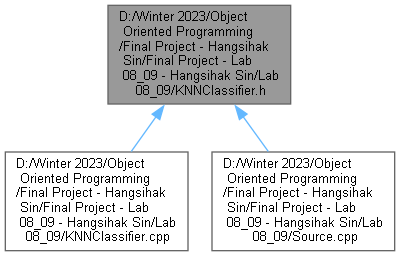 D:/Winter 2023/Object
Oriented Programming
/Final Project - Hangsihak
Sin/Final Project - Lab
08_09 - Hangsihak Sin/Lab
08_09/KNNClassifier.h
D:/Winter 2023/Object
Oriented Programming
/Final Project - Hangsihak
Sin/Final Project - Lab
08_09 - Hangsihak Sin/Lab
08_09/KNNClassifier.cpp
D:/Winter 2023/Object
Oriented Programming
/Final Project - Hangsihak
Sin/Final Project - Lab
08_09 - Hangsihak Sin/Lab
08_09/Source.cpp